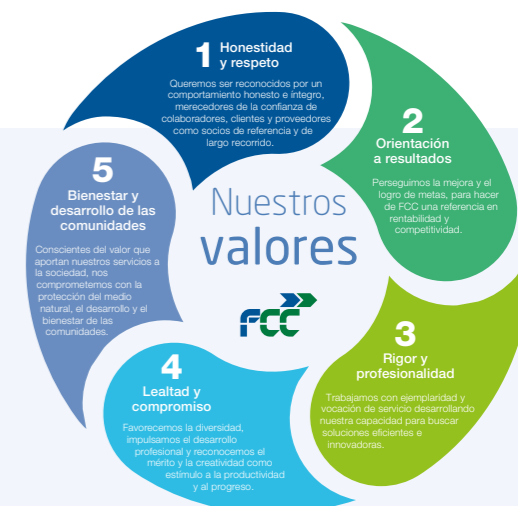 1 Honestidad
y respeto
Queremos ser reconocidos por un
comportamiento honesto e íntegro,
merecedores de la confianza de
colaboradores, clientes y proveedores
como socios de referencia y de
largo recorrido.
2
Orientación
a resultados
Perseguimos la mejora y el
logro de metas, para hacer
de FCC una referencia en
rentabilidad y
competitividad.
3
Rigor y
profesionalidad
Trabajamos con ejemplaridad y
vocación de servicio desarrollando
nuestra capacidad para buscar
soluciones eficientes e
innovadoras.
4
Lealtad y
compromiso
Favorecemos la diversidad,
impulsamos el desarrollo
profesional y reconocemos el
mérito y la creatividad como
estímulo a la productividad
y al progreso.
5
Bienestar y
desarrollo de las
comunidades
Conscientes del valor que
aportan nuestros servicios a
la sociedad, nos
comprometemos con la
protección del medio
natural, el desarrollo y el
bienestar de las
comunidades.
Nuestros
valores
FCC